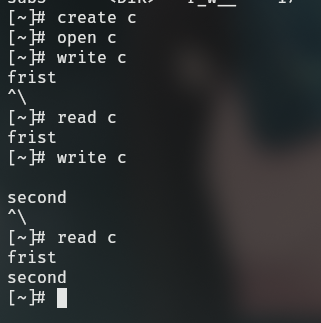 [~]# create c
[~]# open c
[~]# write c
frist
^\
[~]# read c
frist
[~]# write c

second
^\
[~]# read c
frist
second
[~]#